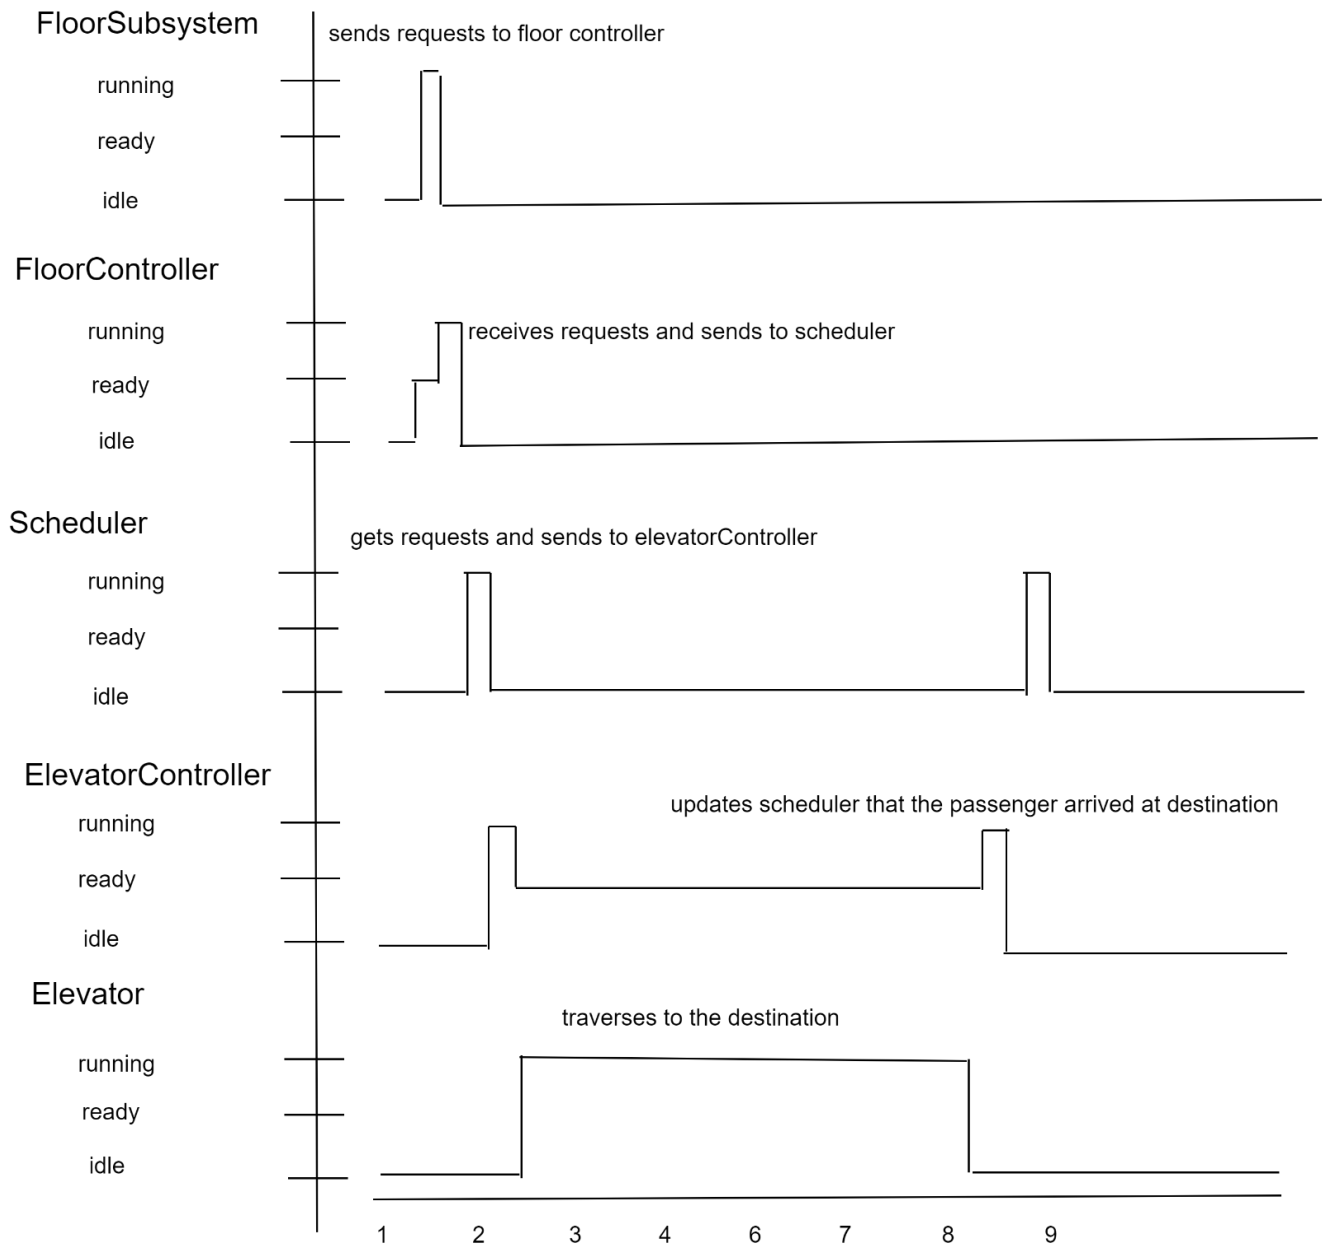 FloorSubsystem
sends requests to floor controller
running
ready
idle
FloorController
running
receives requests and sends to scheduler
ready
idle
Scheduler
gets requests and sends to elevatorController
running
ready
idle
ElevatorController
updates scheduler that the passenger arrived at destination
running
ready
idle
Elevator
traverses to the destination
running
ready
idle
1 2 3 4 6 7 8 9